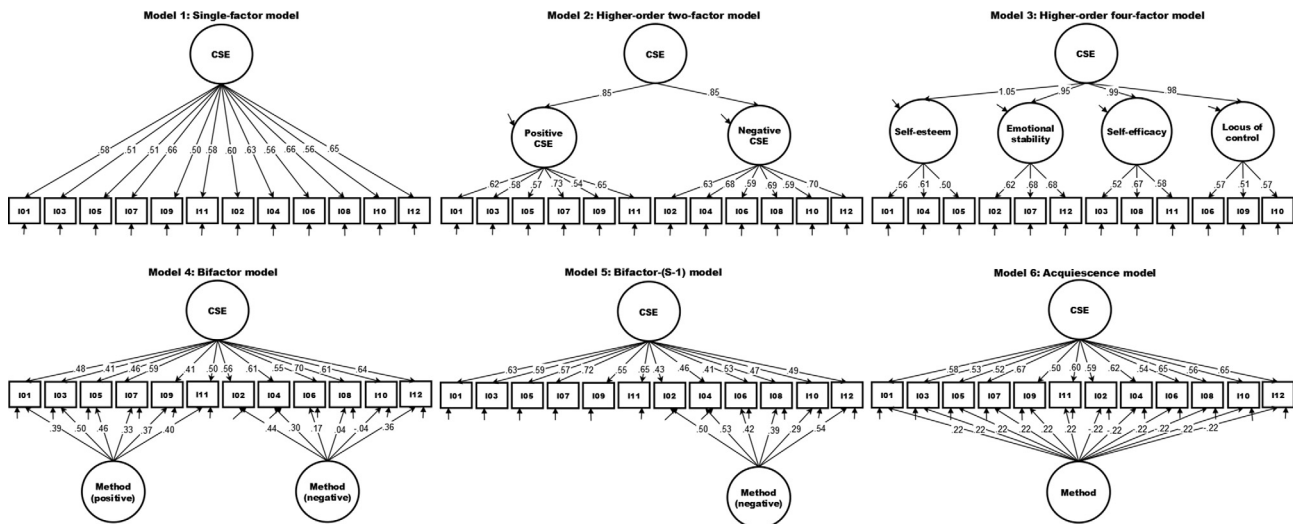 Model 1: Single-factor model
CSE
.58 .51 .51 .66 .50 .58 .60 .63 .56 .66 .56 .65
I01 I03 I05 I07 I09 I11 I02 I04 I06 I08 I10 I12
Model 2: Higher-order two-factor model
CSE
.85 .85
Positive
CSE
Negative
CSE
.62 .58 .57 .73 .54 .65 .63 .68 .59 .69 .59 .70
I01 I03 I05 I07 I09 I11 I02 I04 I06 I08 I10 I12
Model 3: Higher-order four-factor model
CSE
1.05 .95 .99 .98
Self-esteem
Emotional
stability
Self-efficacy
Locus of
control
.56 .61 .50 .62 .68 .68 .52 .67 .58 .57 .51 .57
I01 I04 I05 I02 I07 I12 I03 I08 I11 I06 I09 I10
Model 4: Bifactor model
CSE
.48 .41 .46 .59 .41 .50 .56 .61 .55 .70 .61 .64
I01 I03 I05 I07 I09 I11 I02 I04 I06 I08 I10 I12
.39 .50 .46 .33 .37 .40 .44 .30 .17 .04 -.04 .36
Method
(positive)
Method
(negative)
Model 5: Bifactor-(S-1) model
CSE
.63 .59 .57 .72 .55 .65 .43 .46 .41 .53 .47 .49
I01 I03 I05 I07 I09 I11 I02 I04 I06 I08 I10 I12
.50 .53 .42 .39 .29 .54
Method
(negative)
Model 6: Acquiescence model
CSE
.58 .53 .52 .67 .50 .60 .59 .62 .54 .65 .56 .65
I01 I03 I05 I07 I09 I11 I02 I04 I06 I08 I10 I12
.22 .22 .22 .22 .22 .22 -.22 -.22 -.22 -.22 -.22 -.22
Method